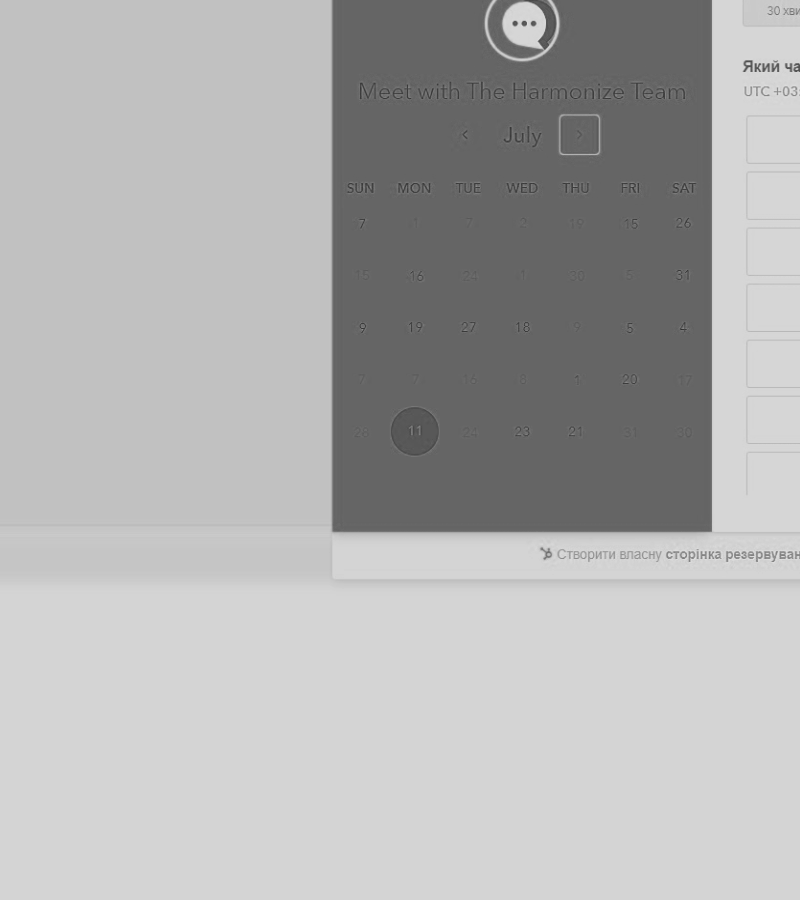 30 хви
Який ча
UTC +03:
Meet with The Harmonize Team
July
SUN MON TUE WED THU FRI SAT
7 1 7 2 19 15 26
15 16 24 1 30 5 31
9 19 27 18 9 5 4
7 7 16 8 1 20 17
28 11 24 23 21 31 30
Створити власну сторінка резервуван